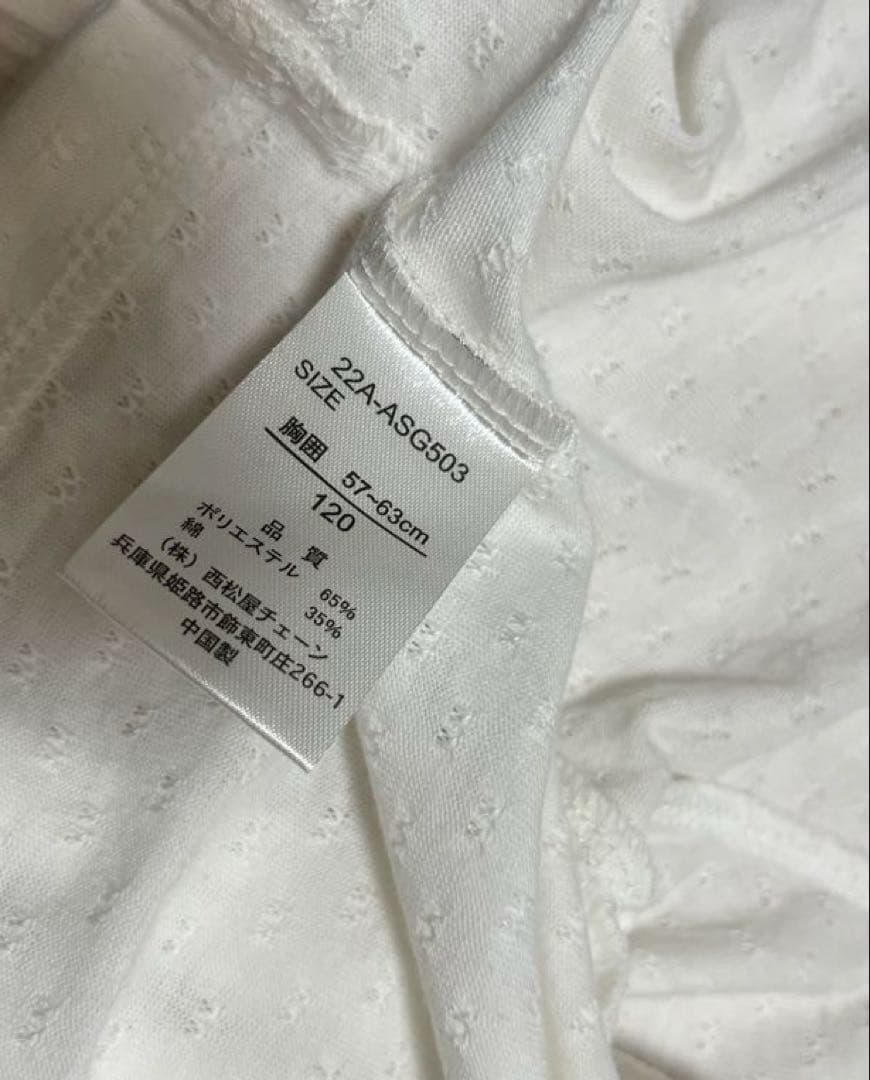 22A-ASG503
SIZE
胸囲 57~63cm
120
品 質
ポリエステル 65%
綿 35%
(株) 西松屋チェーン
兵庫県姫路市飾東町庄266-1
中国製